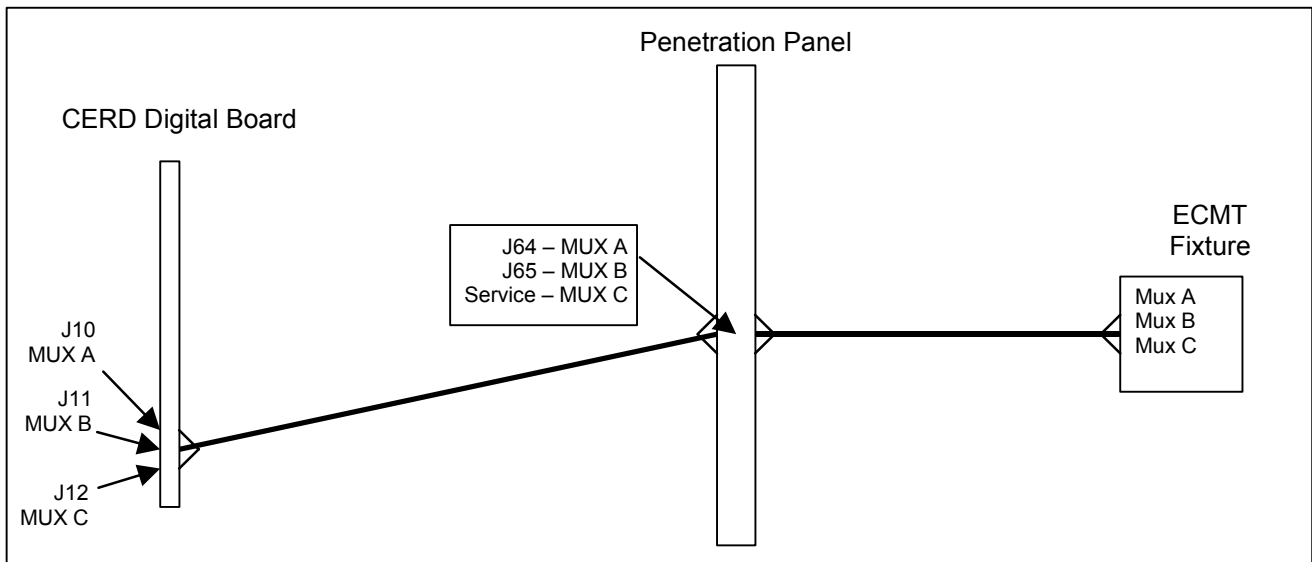 Penetration Panel
CERD Digital Board
J64 – MUX A
J65 – MUX B
Service – MUX C
ECMT
Fixture
Mux A
Mux B
Mux C
J10
MUX A
J11
MUX B
J12
MUX C